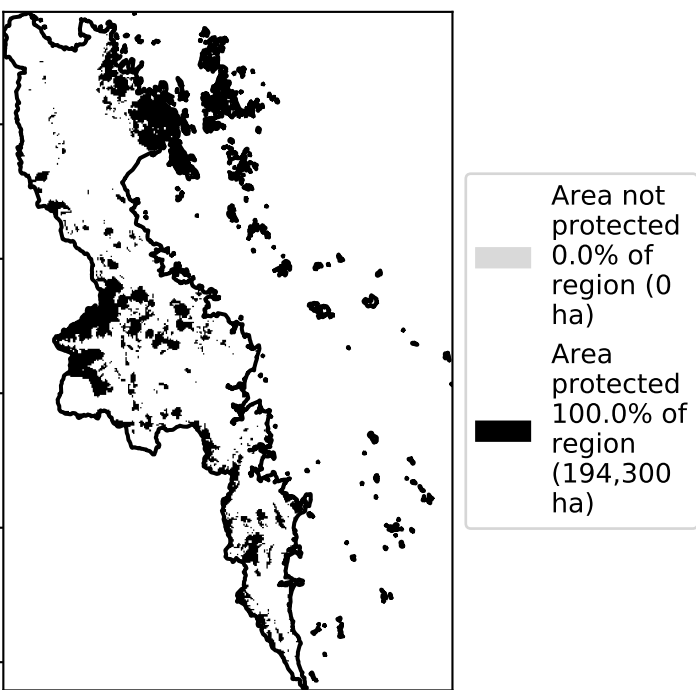 Area not
protected
0.0% of
region (0
ha)
Area
protected
100.0% of
region
(194,300
ha)